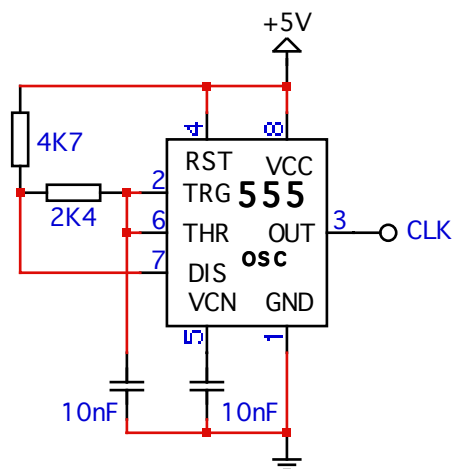 +5V
4 8
4K7
RST VCC
2 TRG 555
2K4
6 THR OUT 3 CLK
osc
7 DIS
VCN GND
5 1
10nF 10nF